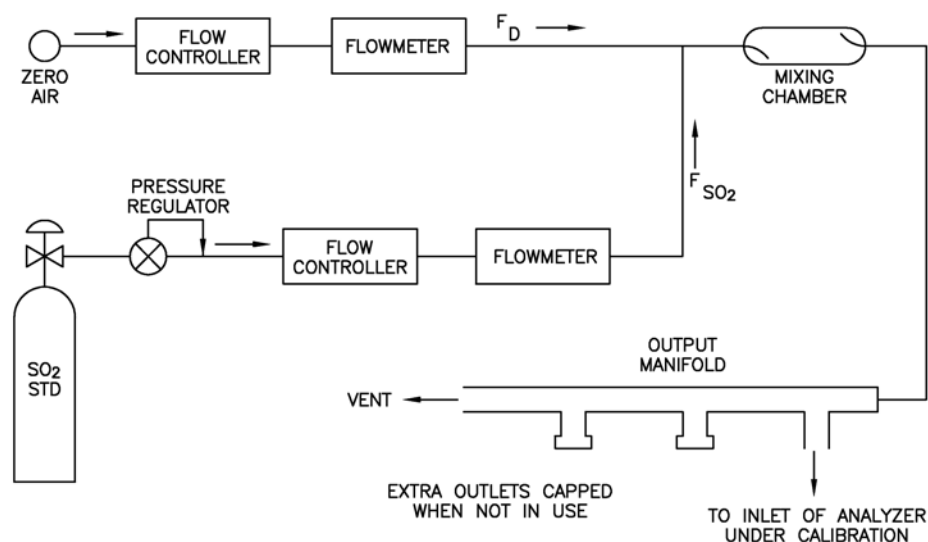 ZERO
AIR
FLOW
CONTROLLER
FLOWMETER
F_D
MIXING
CHAMBER
F_SO₂
PRESSURE
REGULATOR
FLOW
CONTROLLER
FLOWMETER
SO₂
STD
OUTPUT
MANIFOLD
VENT
EXTRA OUTLETS CAPPED
WHEN NOT IN USE
TO INLET OF ANALYZER
UNDER CALIBRATION